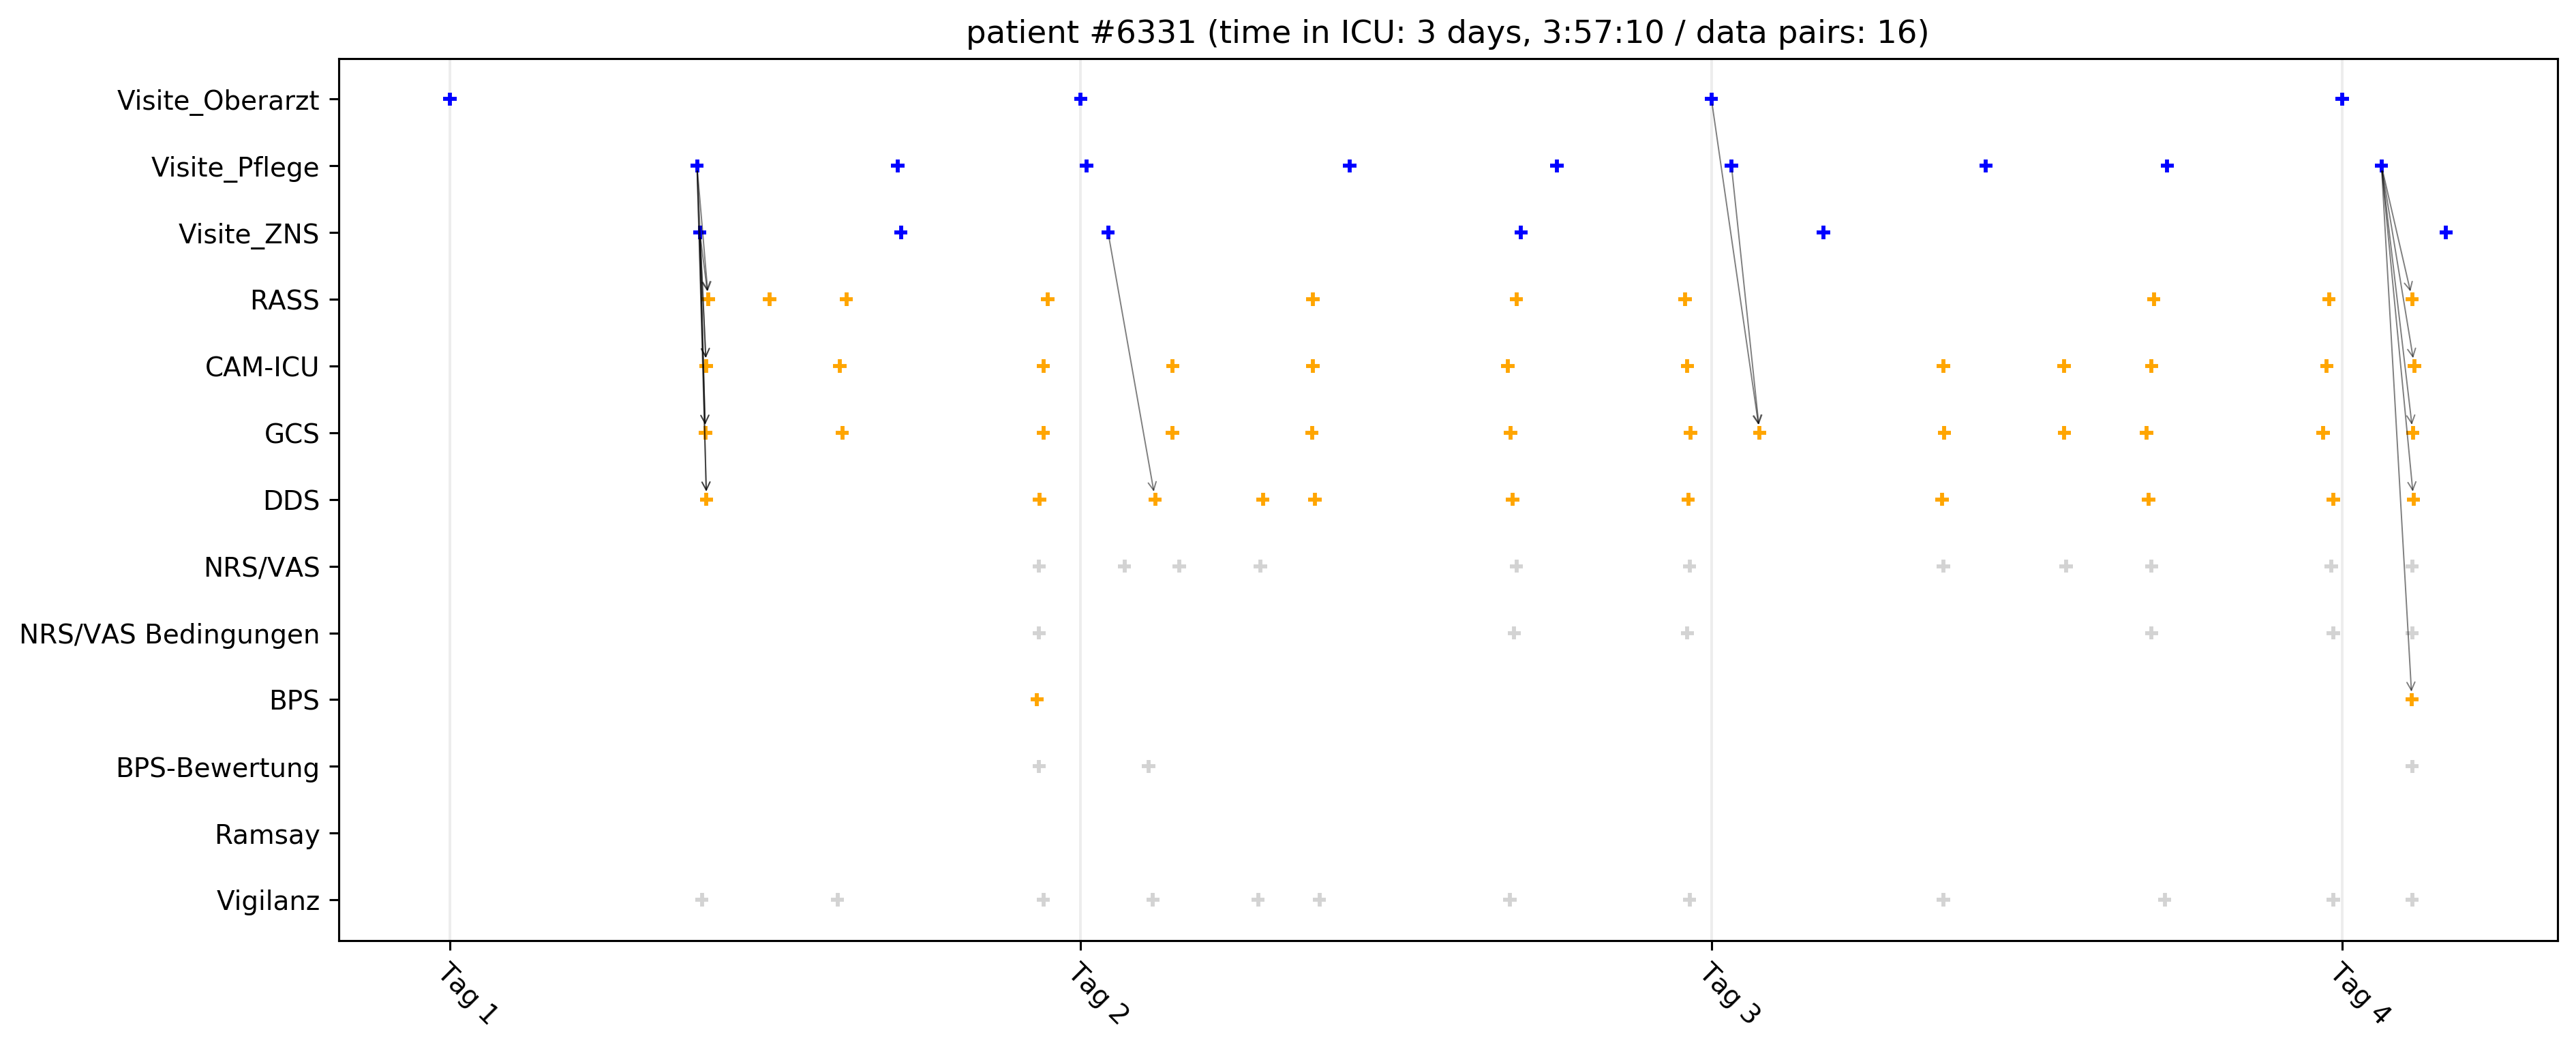 patient #6331 (time in ICU: 3 days, 3:57:10 / data pairs: 16)
Visite_Oberarzt
Visite_Pflege
Visite_ZNS
RASS
CAM-ICU
GCS
DDS
NRS/VAS
NRS/VAS Bedingungen
BPS
BPS-Bewertung
Ramsay
Vigilanz
Tag 1
Tag 2
Tag 3
Tag 4